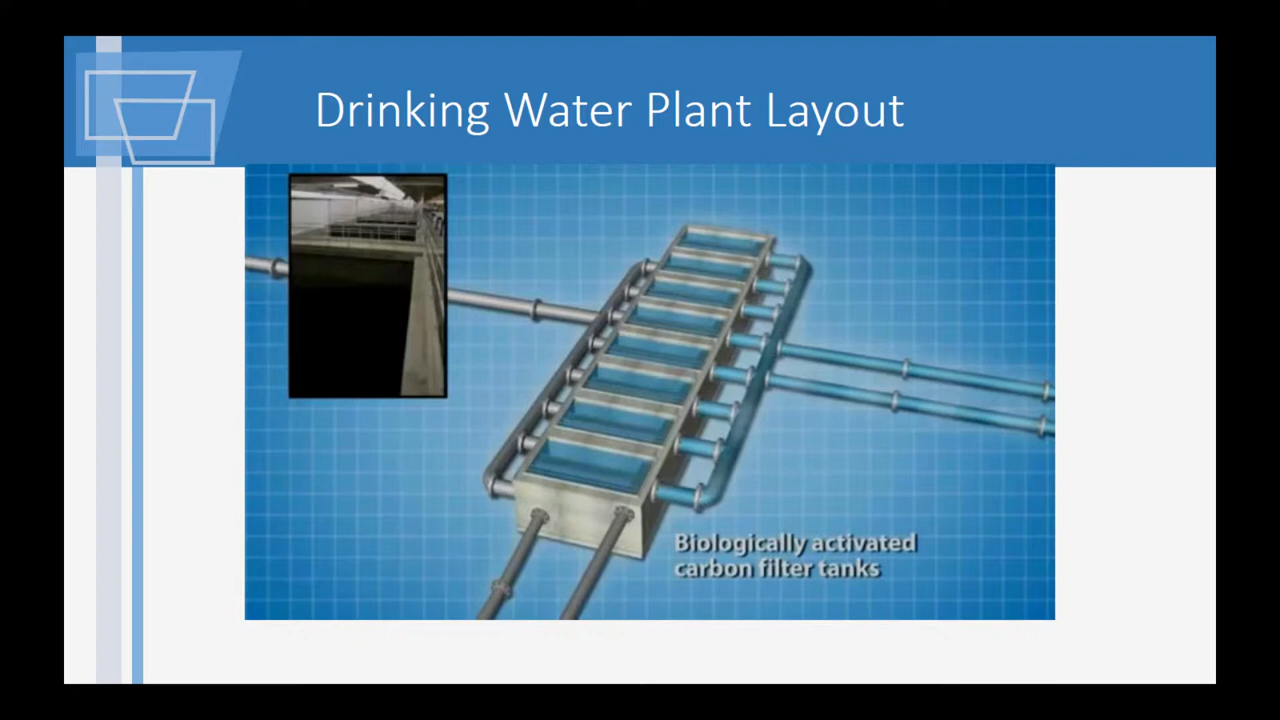 Drinking Water Plant Layout
Biologically activated
carbon filter tanks